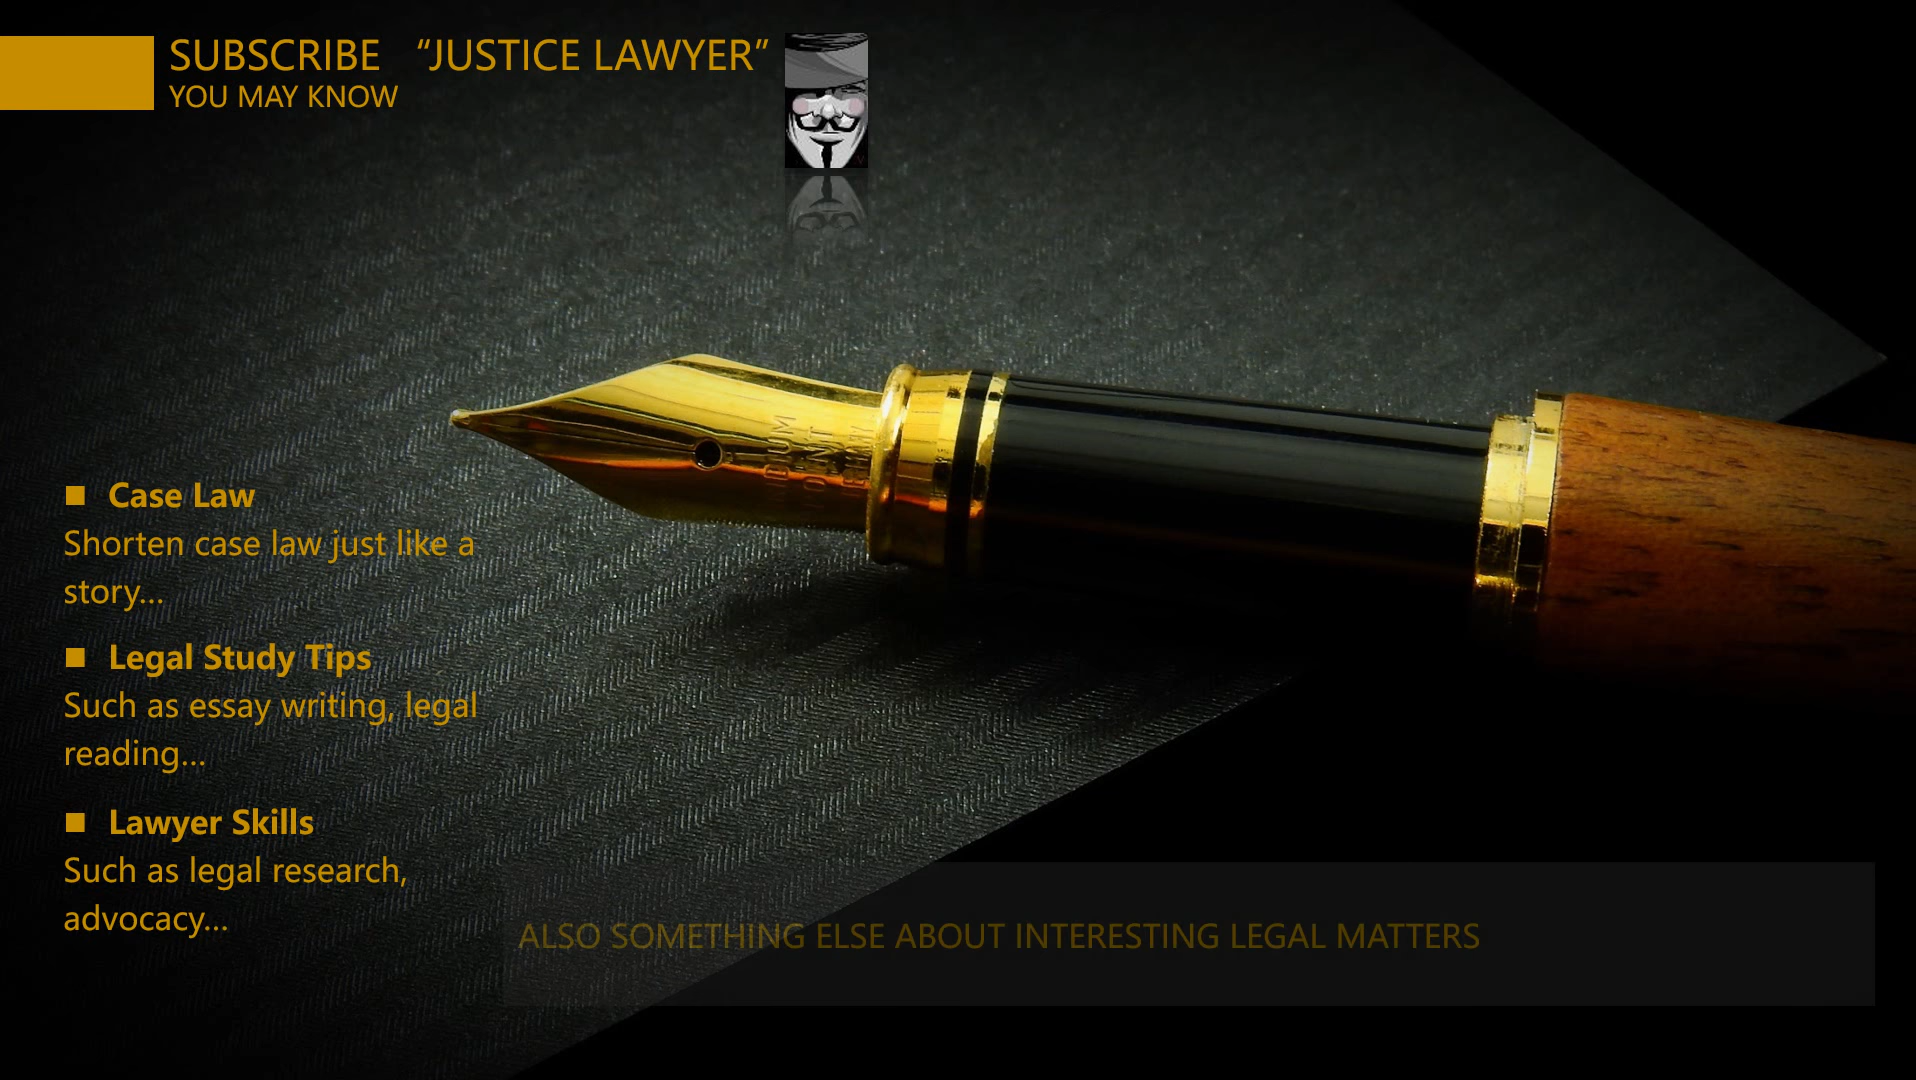 SUBSCRIBE “JUSTICE LAWYER”
YOU MAY KNOW
■ Case Law
Shorten case law just like a
story…
■ Legal Study Tips
Such as essay writing, legal
reading…
■ Lawyer Skills
Such as legal research,
advocacy…
ALSO SOMETHING ELSE ABOUT INTERESTING LEGAL MATTERS